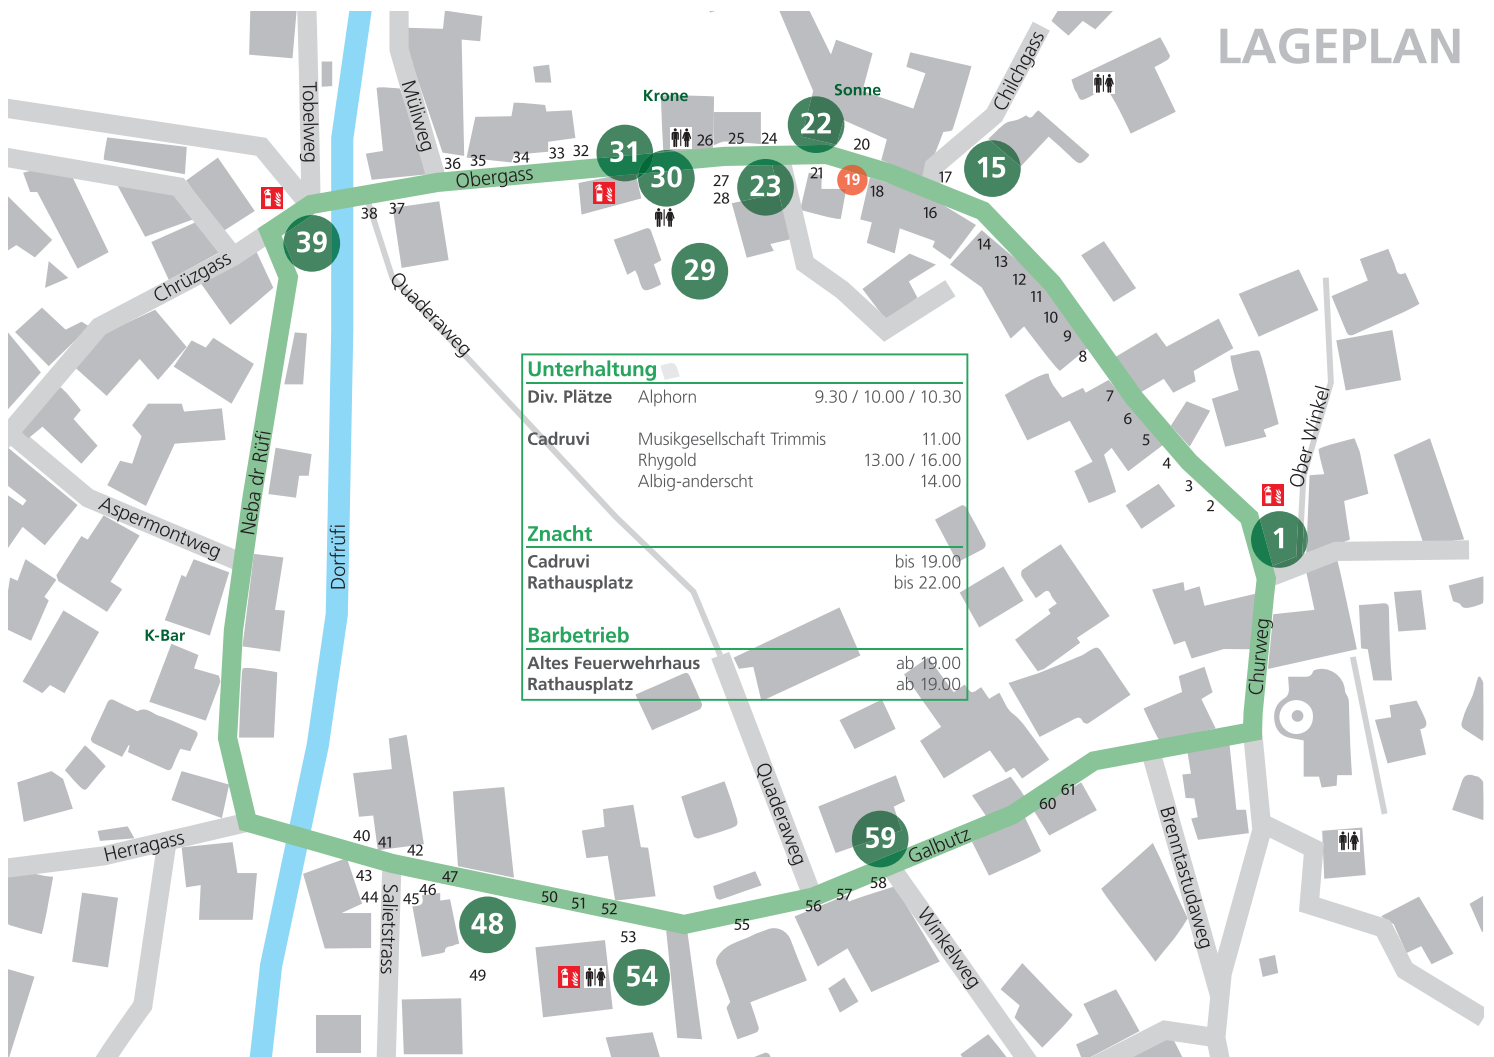 LAGEPLAN
Tobelweg
Müliweg
Krone
Sonne
Chilchgass
22
31
30
26
25
24
20
15
36
35
34
33
32
Obergass
27
28
23
21
19
18
17
16
38
37
39
29
14
13
12
11
10
9
8
7
6
5
4
3
2
1
Chrüzgass
Quaderaweg
Ober Winkel
Neba dr Rüfi
Aspermontweg
Dorfrüfi
K-Bar
Churweg
Unterhaltung
Div. Plätze Alphorn 9.30 / 10.00 / 10.30
Cadruvi Musikgesellschaft Trimmis 11.00
Rhygold 13.00 / 16.00
Albig-anderscht 14.00
Znacht
Cadruvi bis 19.00
Rathausplatz bis 22.00
Barbetrieb
Altes Feuerwehrhaus ab 19.00
Rathausplatz ab 19.00
Herragass
40
41
42
43
44
45
46
47
48
49
50
51
52
53
54
55
56
57
58
59
60
61
Salietstrass
Quaderaweg
Galbutz
Winkelweg
Brenntastudaweg